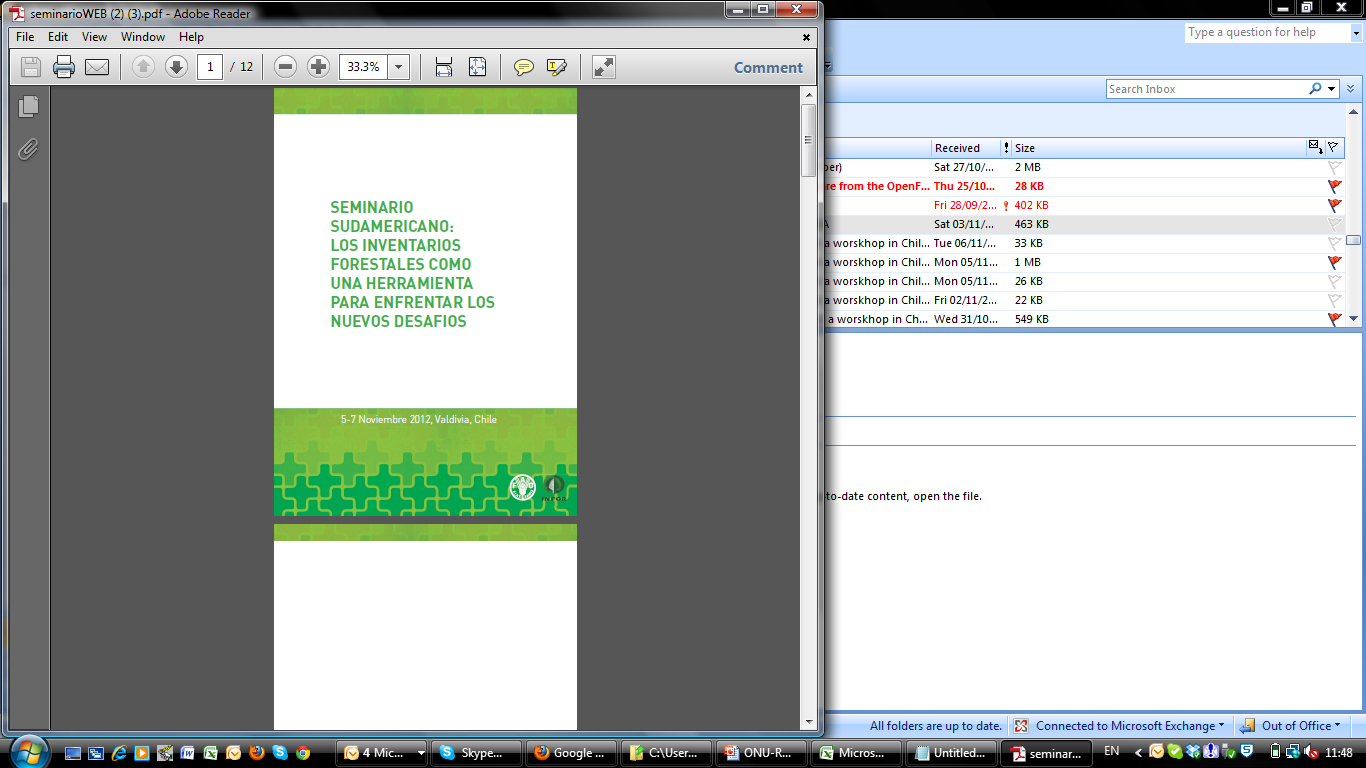 seminarioWEB (2) (3).pdf - Adobe Reader
File Edit View Window Help
1 / 12 33.3% Comment
SEMINARIO
SUDAMERICANO:
LOS INVENTARIOS
FORESTALES COMO
UNA HERRAMIENTA
PARA ENFRENTAR LOS
NUEVOS DESAFIOS
5-7 Noviembre 2012, Valdivia, Chile
INFOR
Type a question for help
Search Inbox
Received ! Size
per) Sat 27/10/... 2 MB
re from the OpenF... Thu 25/10... 28 KB
Fri 28/09/2... ! 402 KB
A Sat 03/11/... 463 KB
a worskhop in Chil... Tue 06/11/... 33 KB
a worskhop in Chil... Mon 05/11... 1 MB
a worskhop in Chil... Mon 05/11... 26 KB
a worskhop in Chil... Fri 02/11/2... 22 KB
a worskhop in Ch... Wed 31/10... 549 KB
to-date content, open the file.
All folders are up to date. Connected to Microsoft Exchange Out of Office
4 Mic... Skype... Google ... C:\User... ONU-R... Micros... Untitled... seminar... EN 11:48